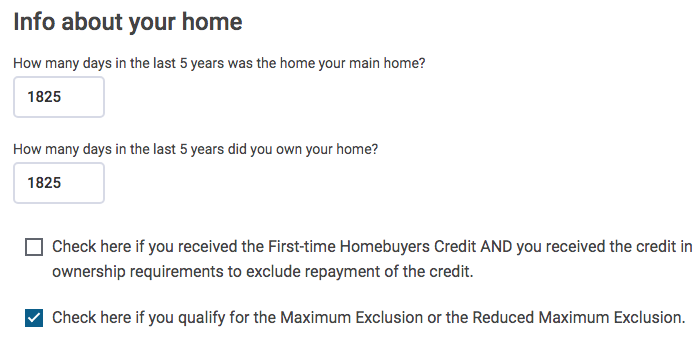 Info about your home
How many days in the last 5 years was the home your main home?
1825
How many days in the last 5 years did you own your home?
1825
Check here if you received the First-time Homebuyers Credit AND you received the credit in
ownership requirements to exclude repayment of the credit.
Check here if you qualify for the Maximum Exclusion or the Reduced Maximum Exclusion.